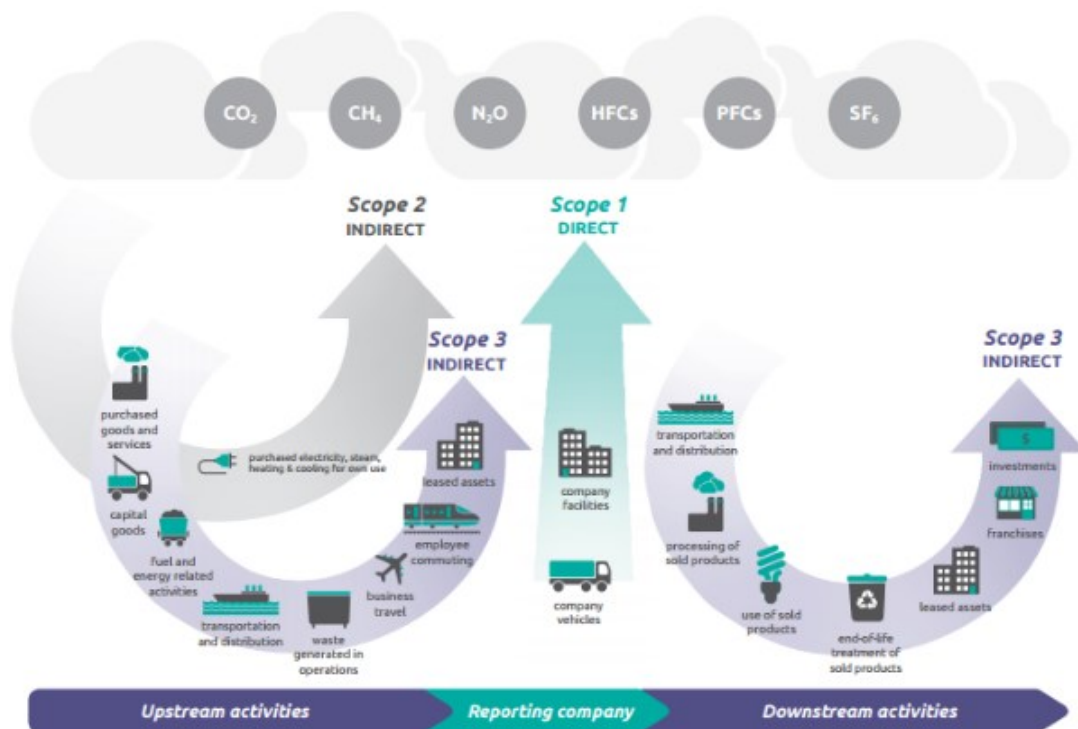 CO₂
CH₄
N₂O
HFCs
PFCs
SF₆
Scope 2
INDIRECT
Scope 1
DIRECT
Scope 3
INDIRECT
Scope 3
INDIRECT
purchased
goods and
services
capital
goods
fuel and
energy related
activities
transportation
and distribution
waste
generated in
operations
business
travel
employee
commuting
leased assets
purchased electricity, steam,
heating & cooling for own use
company
facilities
company
vehicles
transportation
and distribution
processing of
sold products
use of sold
products
end-of-life
treatment of
sold products
leased assets
franchises
investments
$
Upstream activities
Reporting company
Downstream activities